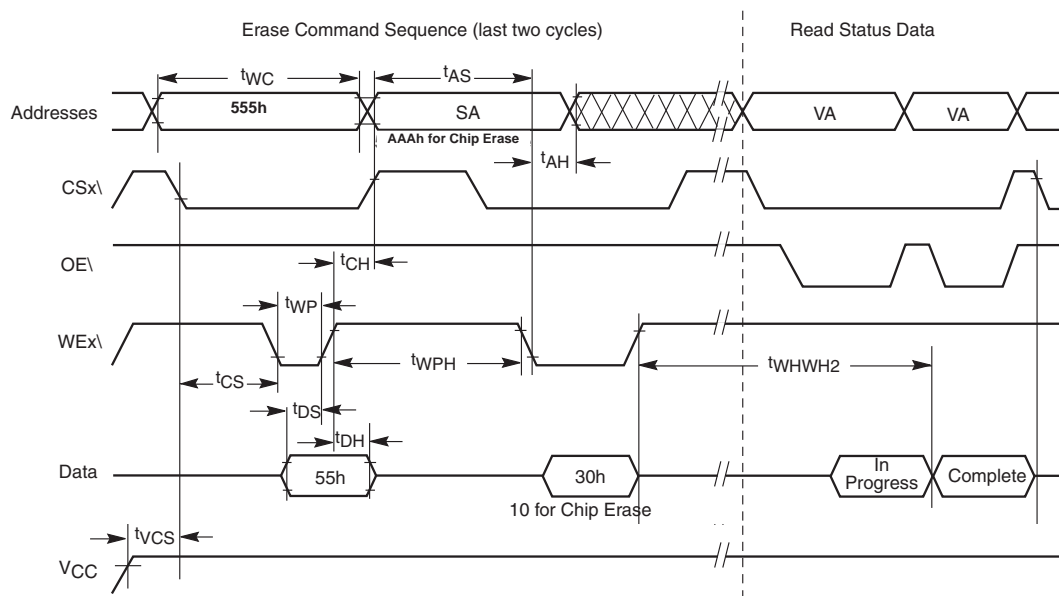 Erase Command Sequence (last two cycles)
Read Status Data
tWC
tAS
Addresses
555h
SA
VA
VA
AAAh for Chip Erase
tAH
CSx\
OE\
tCH
tWP
WEx\
tWPH
tWHWH2
tCS
tDS
tDH
Data
55h
30h
In
Progress
Complete
10 for Chip Erase
tVCS
VCC